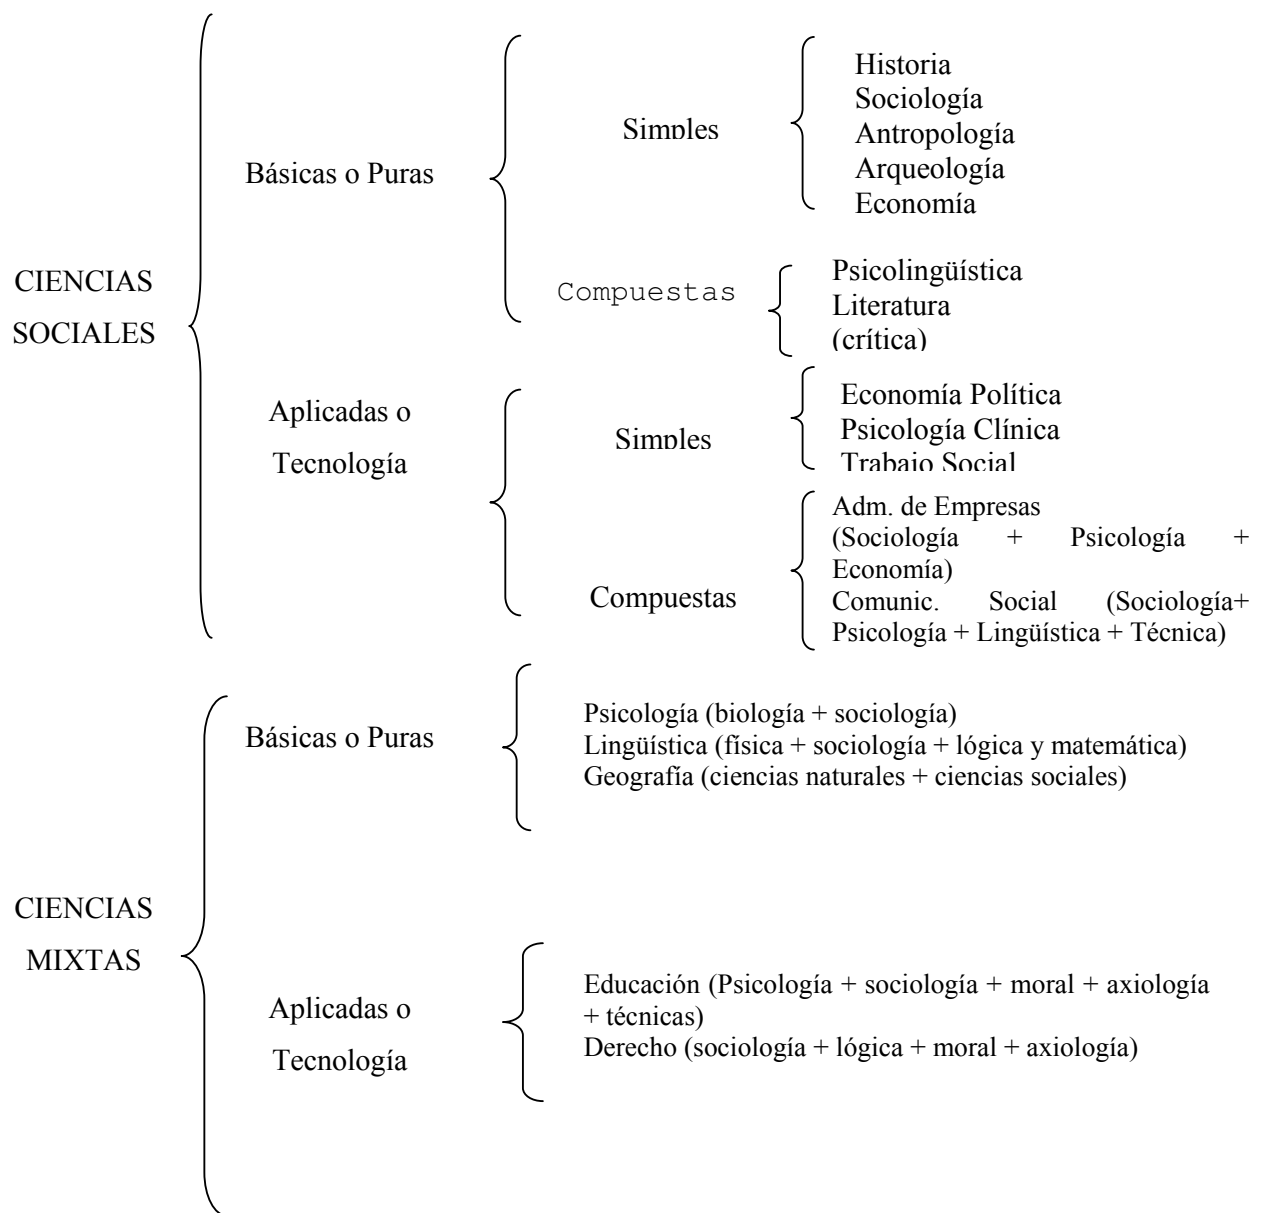 CIENCIAS
SOCIALES
Básicas o Puras
Simples
Historia
Sociología
Antropología
Arqueología
Economía
Compuestas
Psicolingüística
Literatura
(crítica)
Aplicadas o
Tecnología
Simples
Economía Política
Psicología Clínica
Trabajo Social
Compuestas
Adm. de Empresas
(Sociología + Psicología +
Economía)
Comunic. Social (Sociología+
Psicología + Lingüística + Técnica)
CIENCIAS
MIXTAS
Básicas o Puras
Psicología (biología + sociología)
Lingüística (física + sociología + lógica y matemática)
Geografía (ciencias naturales + ciencias sociales)
Aplicadas o
Tecnología
Educación (Psicología + sociología + moral + axiología
+ técnicas)
Derecho (sociología + lógica + moral + axiología)